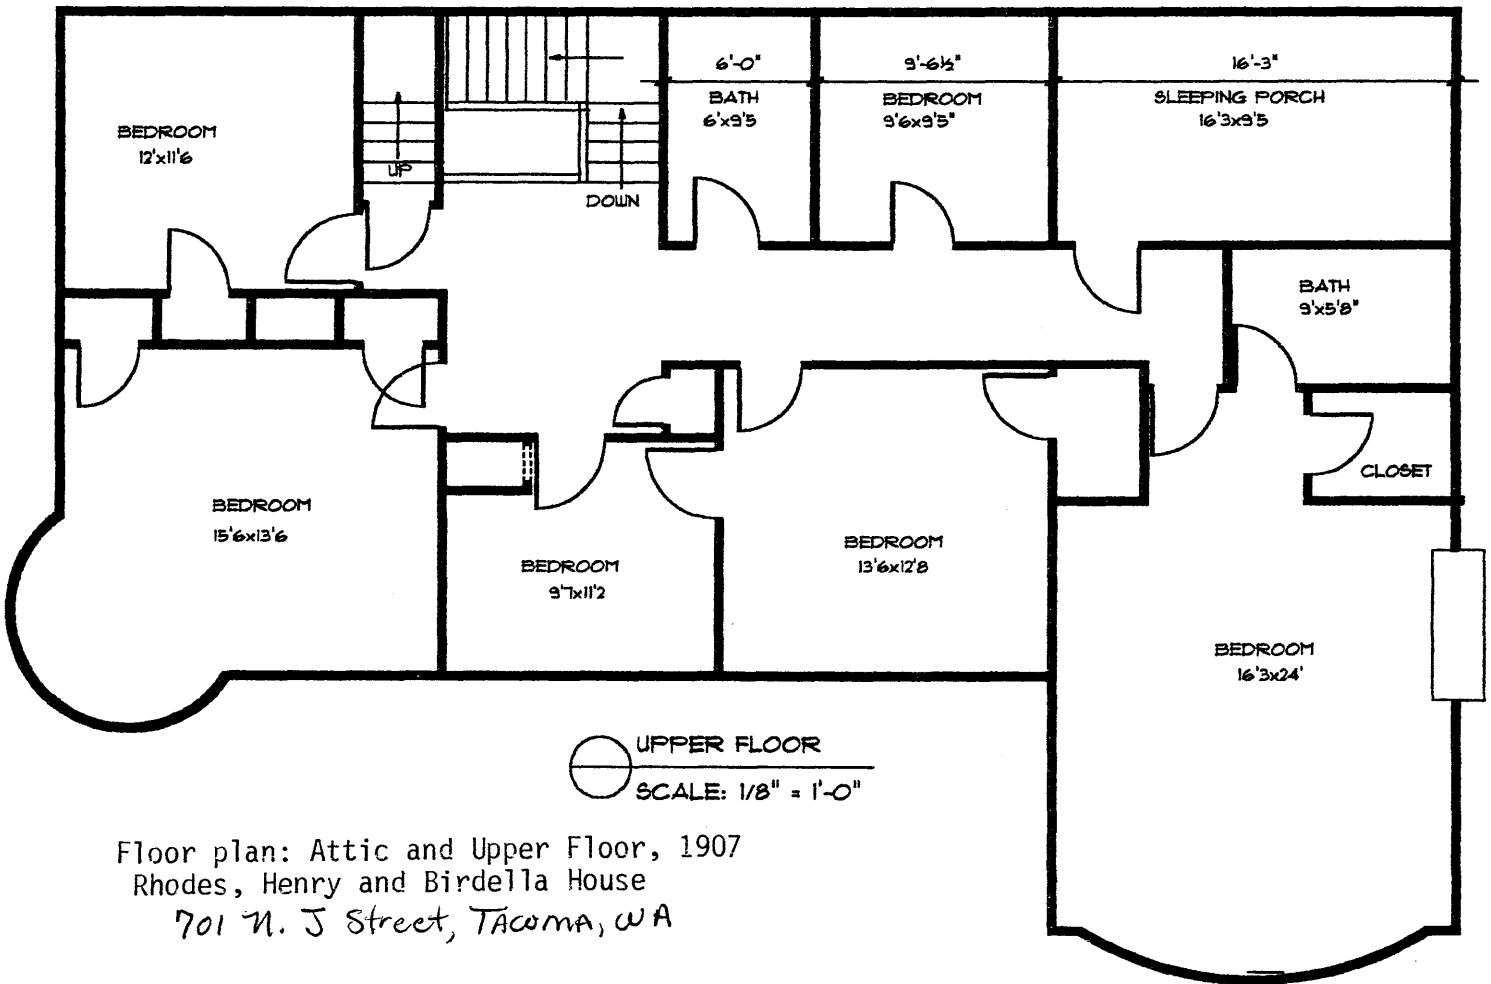 6'-0"
9'-6½"
16'-3"
BATH
6'x9'5
BEDROOM
9'6x9'5"
SLEEPING PORCH
16'3x9'5
BEDROOM
12'x11'6
UP
DOWN
BATH
9'x5'8"
CLOSET
BEDROOM
15'6x13'6
BEDROOM
9'7x11'2
BEDROOM
13'6x12'8
BEDROOM
16'3x24'
UPPER FLOOR
SCALE: 1/8" = 1'-0"
Floor plan: Attic and Upper Floor, 1907
Rhodes, Henry and Birdella House
701 N. J Street, TACOMA, WA